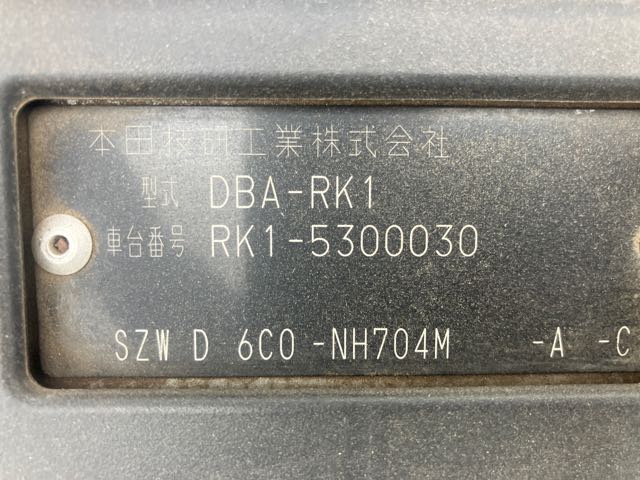 本田技研工業株式会社
型式 DBA-RK1
車台番号 RK1-5300030
SZW D 6C0 -NH704M -A -C